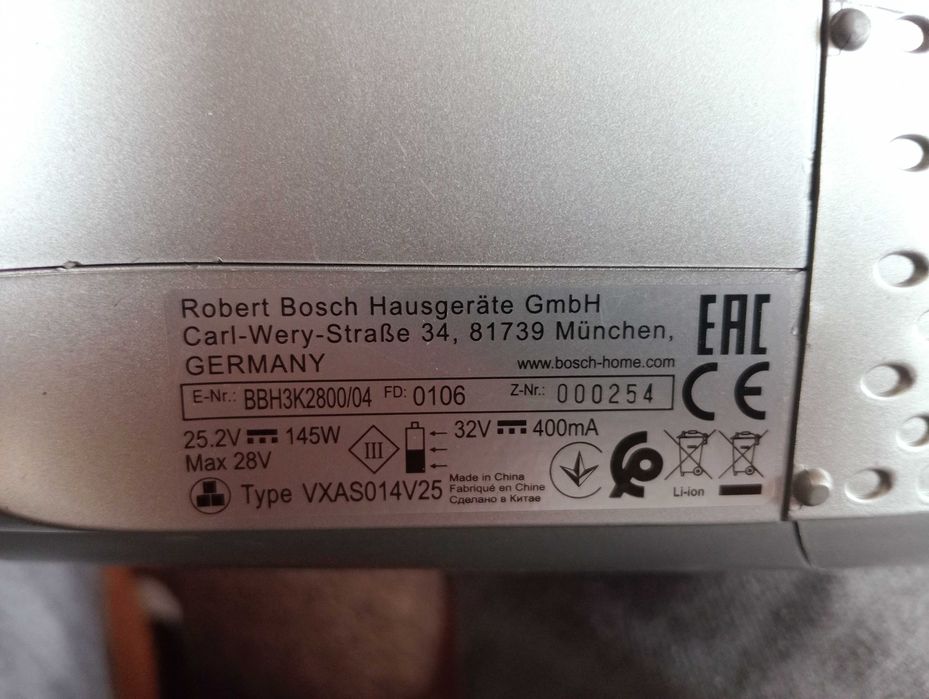 Robert Bosch Hausgeräte GmbH
Carl-Wery-Straße 34, 81739 München,
GERMANY
www.bosch-home.com
EAC
E-Nr.: BBH3K2800/04 FD: 0106 Z-Nr.: 000254
CE
25.2V 145W
Max 28V
III
32V 400mA
Type VXAS014V25
Made in China
Fabriqué en Chine
Сделано в Китае
Li-ion